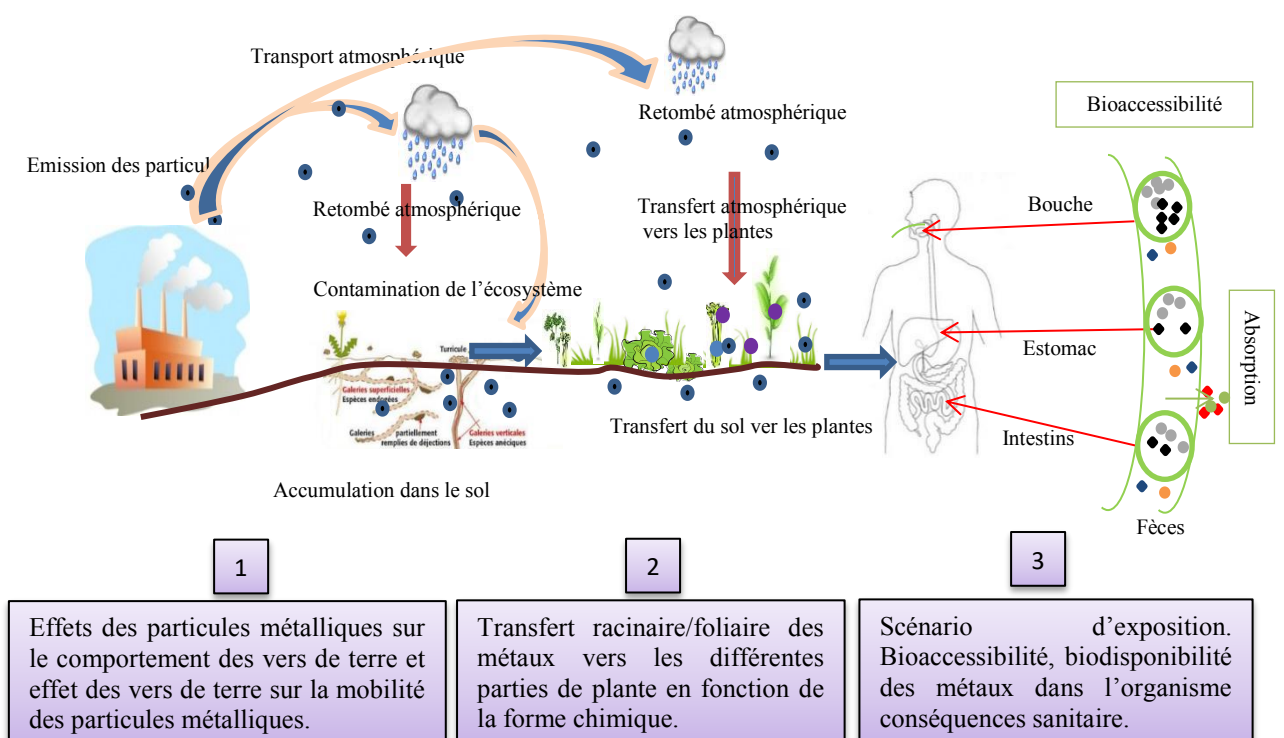 Transport atmosphérique
Retombé atmosphérique
Bioaccessibilité
Emission des particul
Retombé atmosphérique
Transfert atmosphérique
vers les plantes
Bouche
Contamination de l'écosystème
Turricule
Galeries superficielles
Espèces endogées
Galeries partiellement
remplies de déjections
Galeries verticales
Espèces anéciques
Estomac
Absorption
Transfert du sol ver les plantes
Intestins
Accumulation dans le sol
Fèces
1
Effets des particules métalliques sur
le comportement des vers de terre et
effet des vers de terre sur la mobilité
des particules métalliques.
2
Transfert racinaire/foliaire des
métaux vers les différentes
parties de plante en fonction de
la forme chimique.
3
Scénario d'exposition.
Bioaccessibilité, biodisponibilité
des métaux dans l'organisme
conséquences sanitaire.